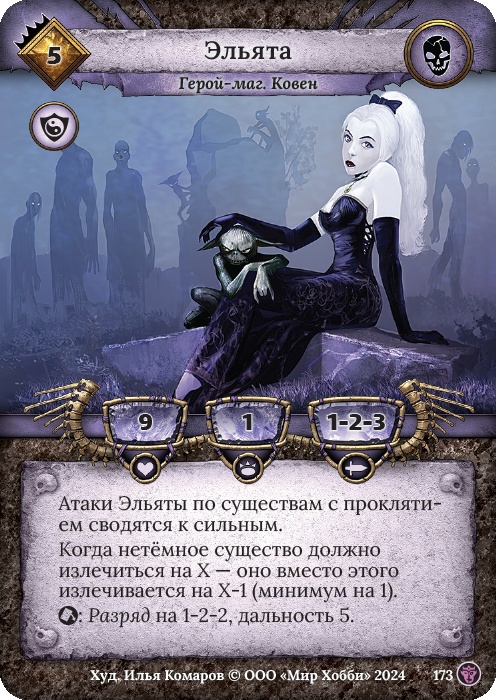 5
Эльята
Герой-маг. Ковен
9
1
1-2-3
Атаки Эльяты по существам с прокляти-
ем сводятся к сильным.
Когда нетёмное существо должно
излечиться на X — оно вместо этого
излечивается на X-1 (минимум на 1).
: Разряд на 1-2-2, дальность 5.
Худ. Илья Комаров © ООО «Мир Хобби» 2024
173